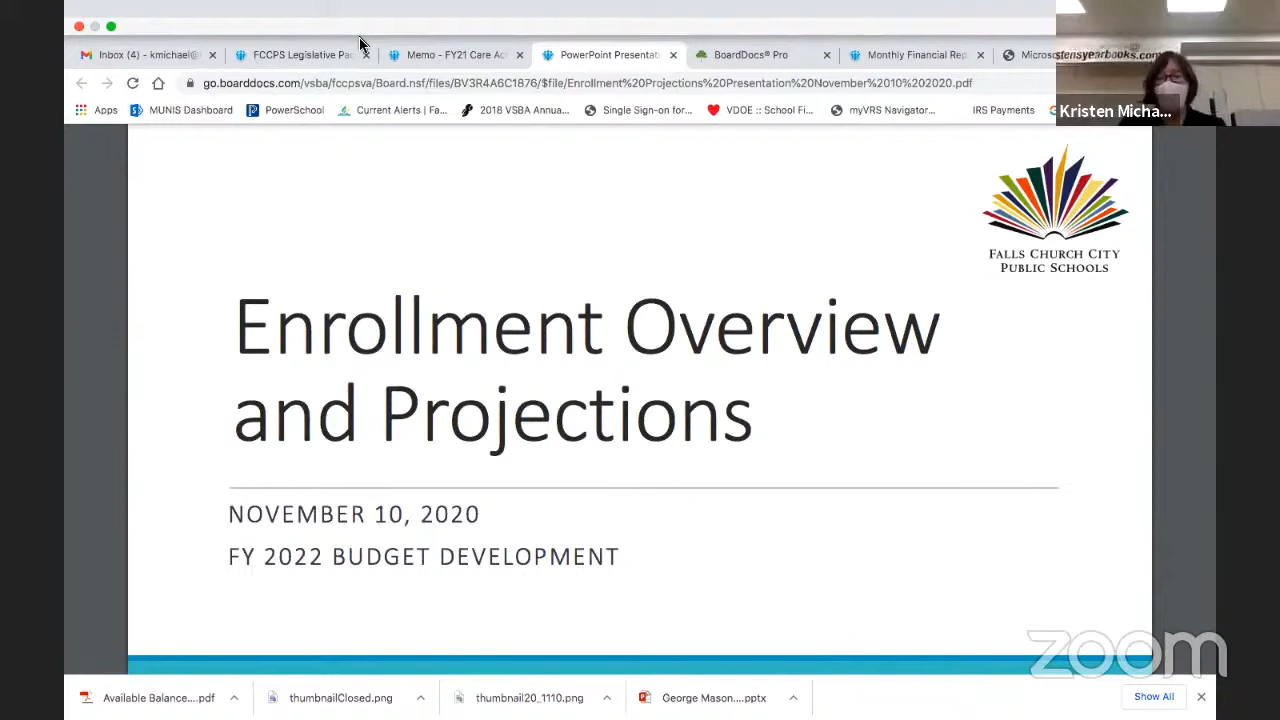 Inbox (4) - kmichael@
FCCPS Legislative Pa
Memo - FY21 Care Ac
PowerPoint Presentati
BoardDocs® Pro
Monthly Financial Rep
Micros
stensyearbooks.com
go.boarddocs.com/vsba/fccpsva/Board.nsf/files/BV3R4A6C1876/$file/Enrollment%20Projections%20Presentation%20November%2010%202020.pdf
Apps
MUNIS Dashboard
PowerSchool
Current Alerts | Fa...
2018 VSBA Annua...
Single Sign-on for...
VDOE :: School Fi...
myVRS Navigator...
IRS Payments
Kristen Micha...
FALLS CHURCH CITY
PUBLIC SCHOOLS
Enrollment Overview
and Projections
NOVEMBER 10, 2020
FY 2022 BUDGET DEVELOPMENT
zoom
Available Balance....pdf
thumbnailClosed.png
thumbnail20_1110.png
George Mason....pptx
Show All